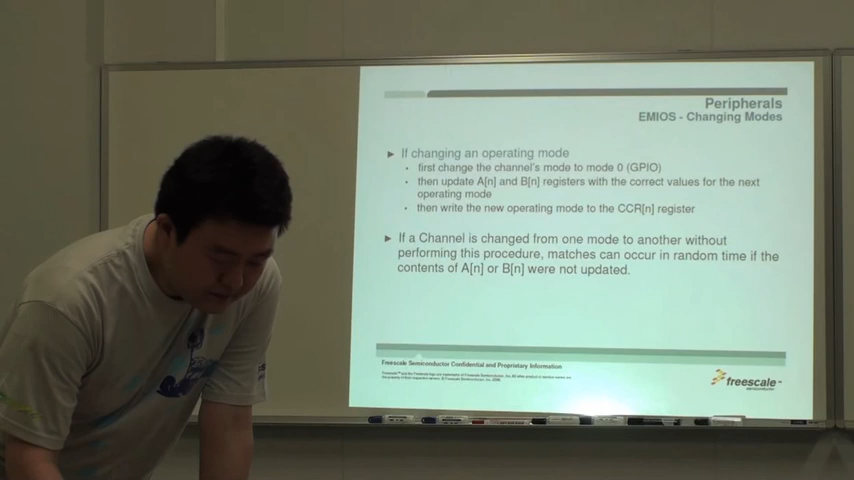 Peripherals
EMIOS - Changing Modes
► If changing an operating mode
• first change the channel's mode to mode 0 (GPIO)
• then update A[n] and B[n] registers with the correct values for the next
operating mode
• then write the new operating mode to the CCR[n] register
► If a Channel is changed from one mode to another without
performing this procedure, matches can occur in random time if the
contents of A[n] or B[n] were not updated.
Freescale Semiconductor Confidential and Proprietary Information
freescale™
semiconductor